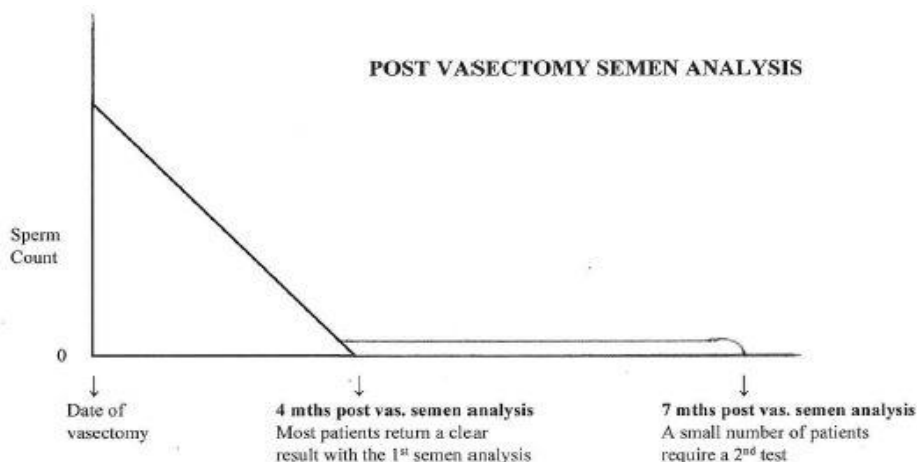 POST VASECTOMY SEMEN ANALYSIS
Sperm
Count
0
Date of
vasectomy
4 mths post vas. semen analysis
Most patients return a clear
result with the 1st semen analysis
7 mths post vas. semen analysis
A small number of patients
require a 2nd test